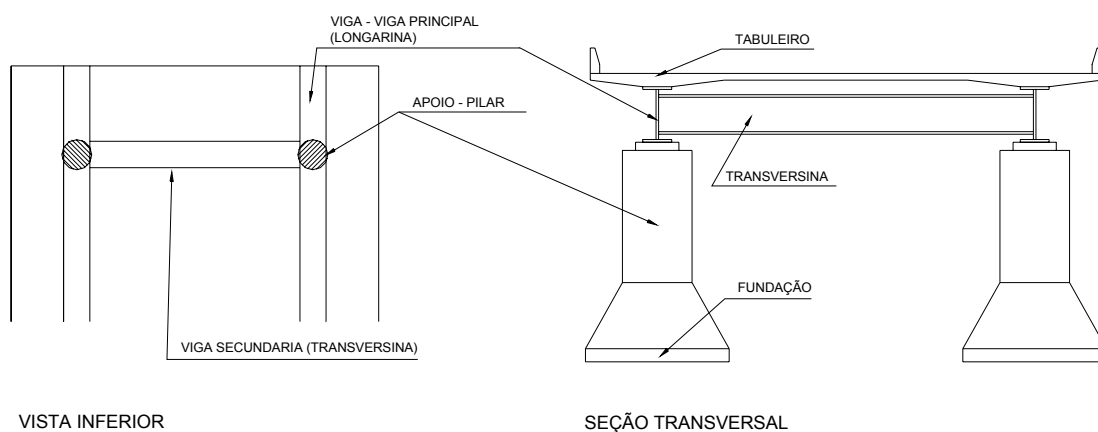 VIGA - VIGA PRINCIPAL
(LONGARINA)
TABULEIRO
APOIO - PILAR
TRANSVERSINA
FUNDAÇÃO
VIGA SECUNDARIA (TRANSVERSINA)
VISTA INFERIOR
SEÇÃO TRANSVERSAL